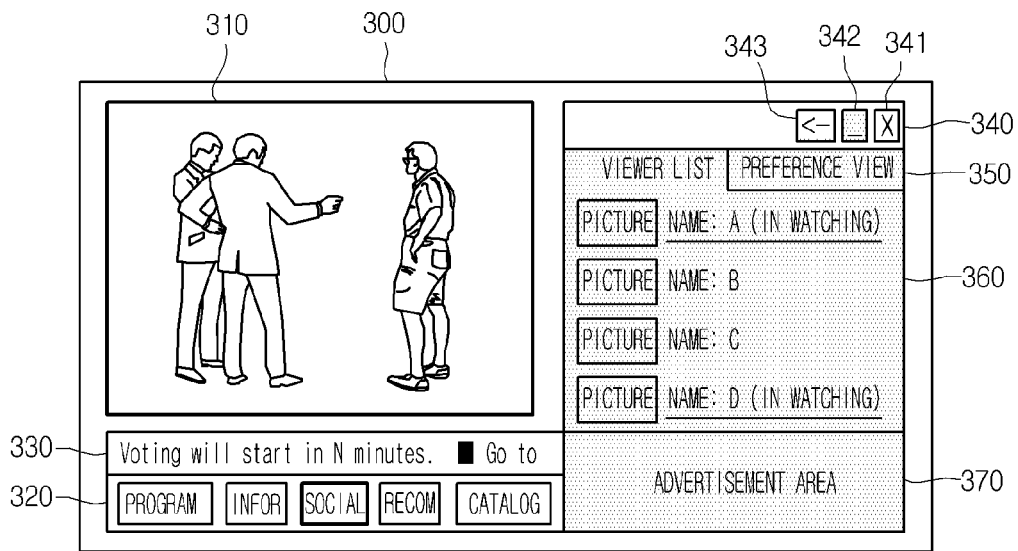 310
300
343
342
341
<-
_
X
340
VIEWER LIST
PREFERENCE VIEW
350
PICTURE NAME: A (IN WATCHING)
PICTURE NAME: B
360
PICTURE NAME: C
PICTURE NAME: D (IN WATCHING)
330
Voting will start in N minutes. ■ Go to
320
PROGRAM INFOR SOCIAL RECOM CATALOG
ADVERTISEMENT AREA
370